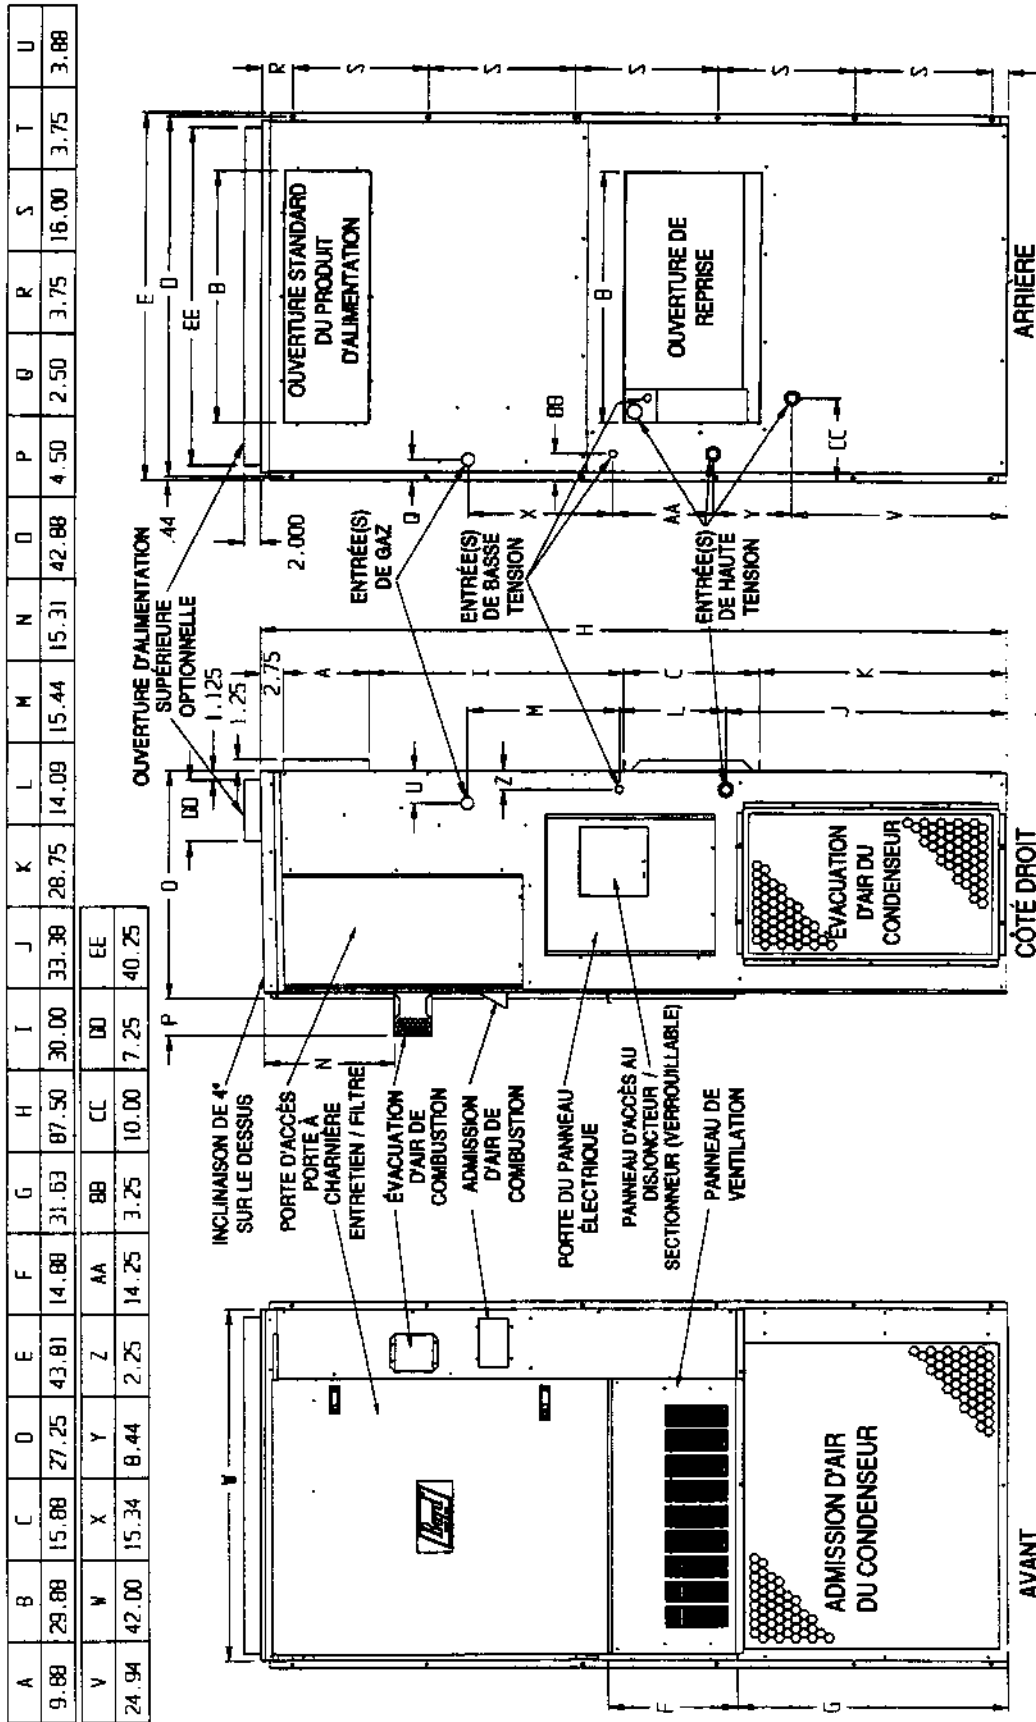 A B C D E F G H I J K L M N O P Q R S T U
9.88 29.88 15.88 27.25 43.81 14.88 31.63 87.50 30.00 33.38 28.75 14.09 15.44 15.31 42.88 4.50 2.50 3.75 16.00 3.75 3.88
V W X Y Z AA BB CC DD EE
24.94 42.00 15.34 8.44 2.25 14.25 3.25 10.00 7.25 40.25
W
F
G
ADMISSION D'AIR
DU CONDENSEUR
AVANT
INCLINAISON DE 4°
SUR LE DESSUS
PORTE D'ACCÈS
PORTE À
CHARNIÈRE
ENTRETIEN / FILTRE
ÉVACUATION
D'AIR DE
COMBUSTION
ADMISSION
D'AIR DE
COMBUSTION
PORTE DU PANNEAU
ÉLECTRIQUE
PANNEAU D'ACCÈS AU
DISJONCTEUR /
SECTIONNEUR (VERROUILLABLE)
PANNEAU DE
VENTILATION
P
D
DD
1.125
1.25
2.75
N
A
I
U
M
Z
C
L
H
K
J
ÉVACUATION
D'AIR DU
CONDENSEUR
CÔTÉ DROIT
OUVERTURE D'ALIMENTATION
SUPÉRIEURE
OPTIONNELLE
.44
2.000
ENTRÉE(S)
DE GAZ
ENTRÉE(S)
DE BASSE
TENSION
ENTRÉE(S)
DE HAUTE
TENSION
E
O
EE
B
OUVERTURE STANDARD
DU PRODUIT
D'ALIMENTATION
Q
BB
X
AA
Y
V
CC
B
OUVERTURE DE
REPRISE
R
S
S
S
S
S
ARRIÈRE